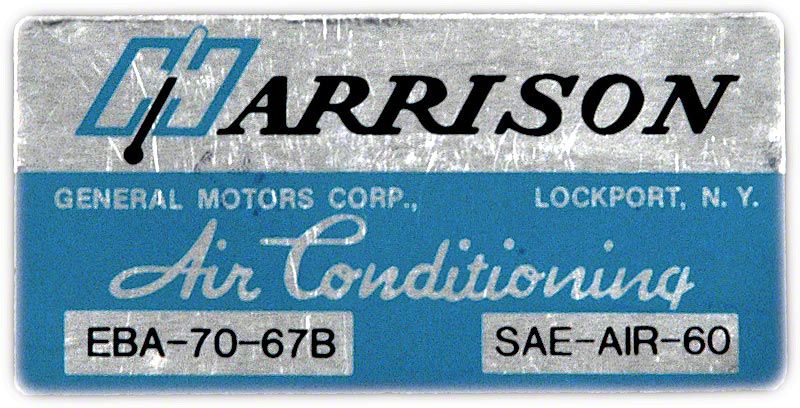 HARRISON
GENERAL MOTORS CORP., LOCKPORT, N. Y.
Air Conditioning
EBA-70-67B SAE-AIR-60